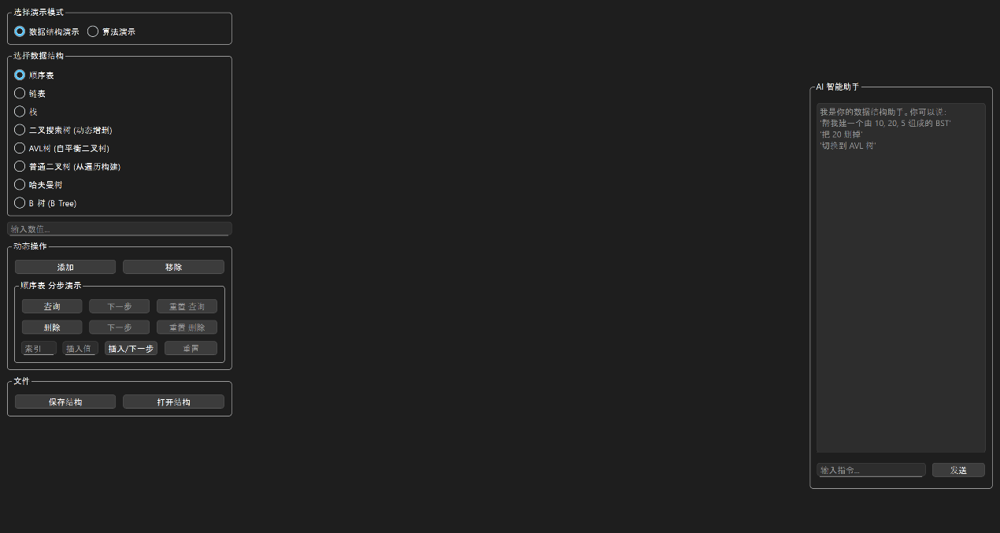 选择演示模式
数据结构演示 算法演示
选择数据结构
顺序表
链表
栈
二叉搜索树 (动态增删)
AVL树 (自平衡二叉树)
普通二叉树 (从遍历构建)
哈夫曼树
B 树 (B Tree)
输入数值...
动态操作
添加 移除
顺序表 分步演示
查询 下一步 重置 查询
删除 下一步 重置 删除
索引 插入值 插入/下一步 重置
文件
保存结构 打开结构
AI 智能助手
我是你的数据结构助手。你可以说：
'帮我建一个由 10, 20, 5 组成的 BST'
'把 20 删掉'
'切换到 AVL 树'
输入指令... 发送